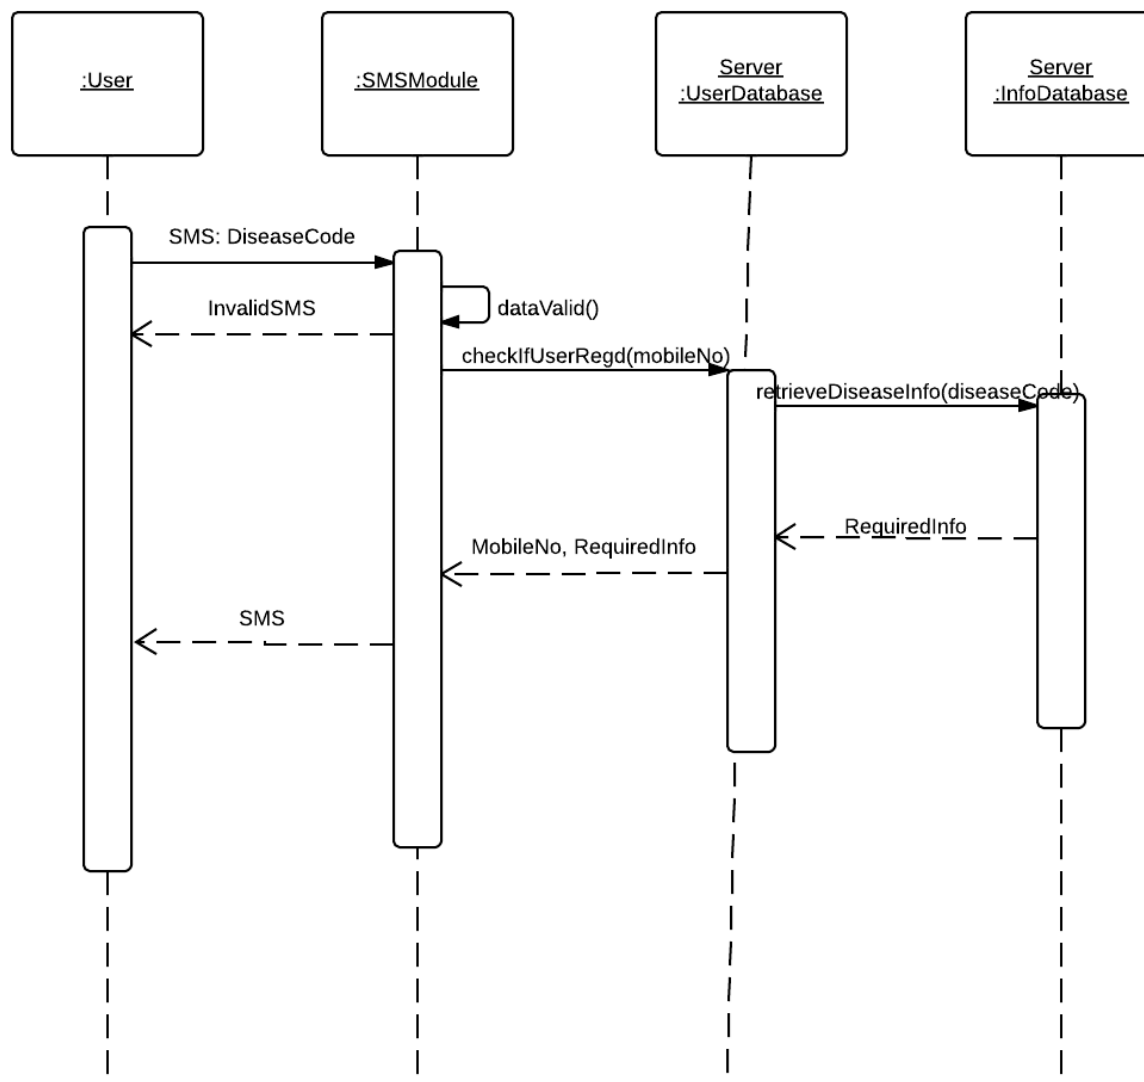 :User
:SMSModule
Server
:UserDatabase
Server
:InfoDatabase
SMS: DiseaseCode
InvalidSMS
dataValid()
checkIfUserRegd(mobileNo)
retrieveDiseaseInfo(diseaseCode)
RequiredInfo
MobileNo, RequiredInfo
SMS